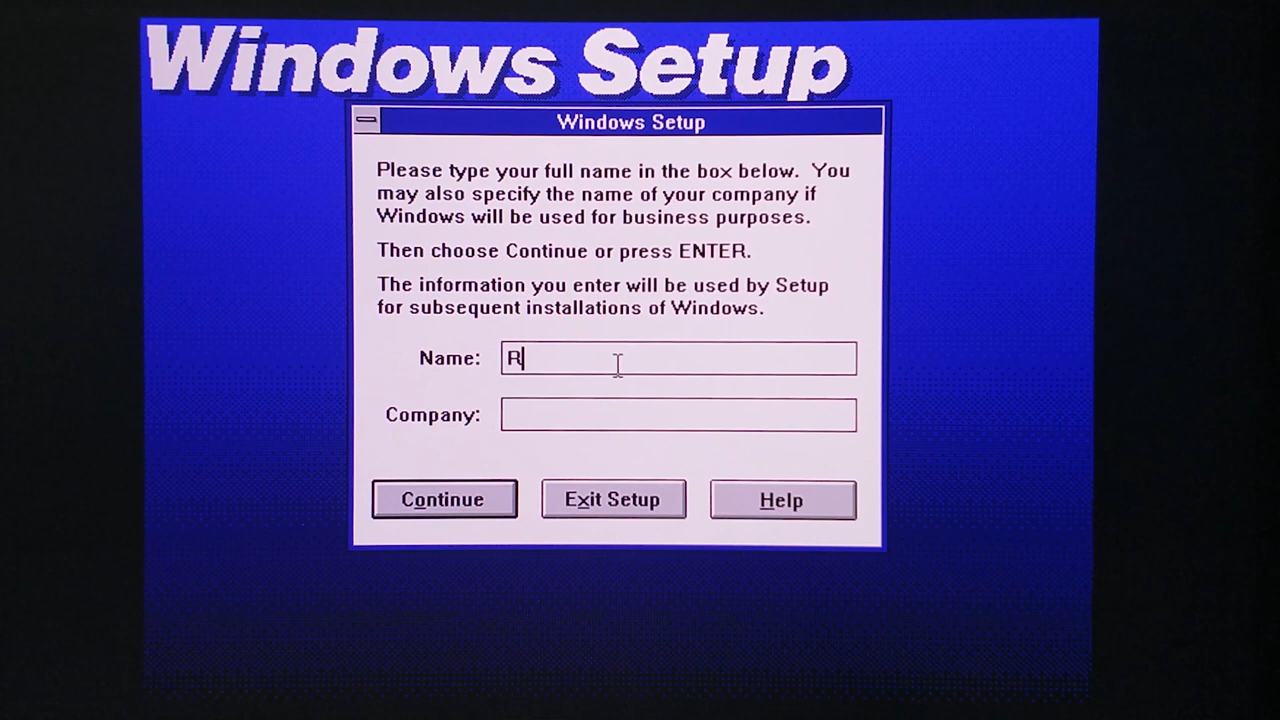 Windows Setup
Windows Setup
Please type your full name in the box below.  You
may also specify the name of your company if
Windows will be used for business purposes.
Then choose Continue or press ENTER.
The information you enter will be used by Setup
for subsequent installations of Windows.
Name: R
Company:
Continue Exit Setup Help